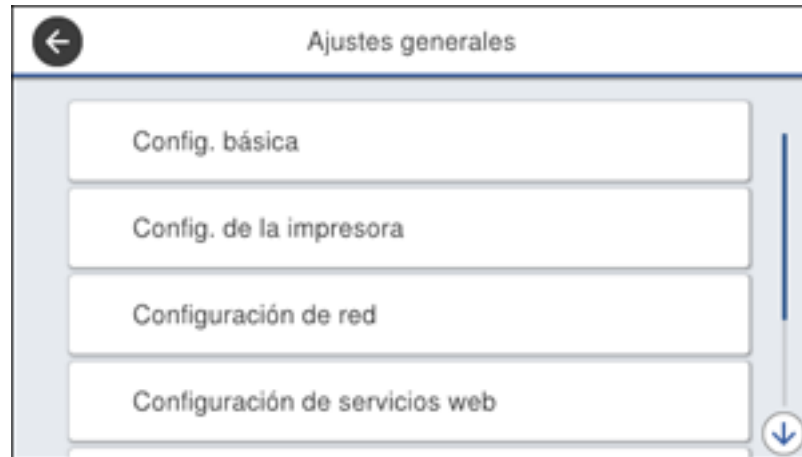 Ajustes generales
Config. básica
Config. de la impresora
Configuración de red
Configuración de servicios web